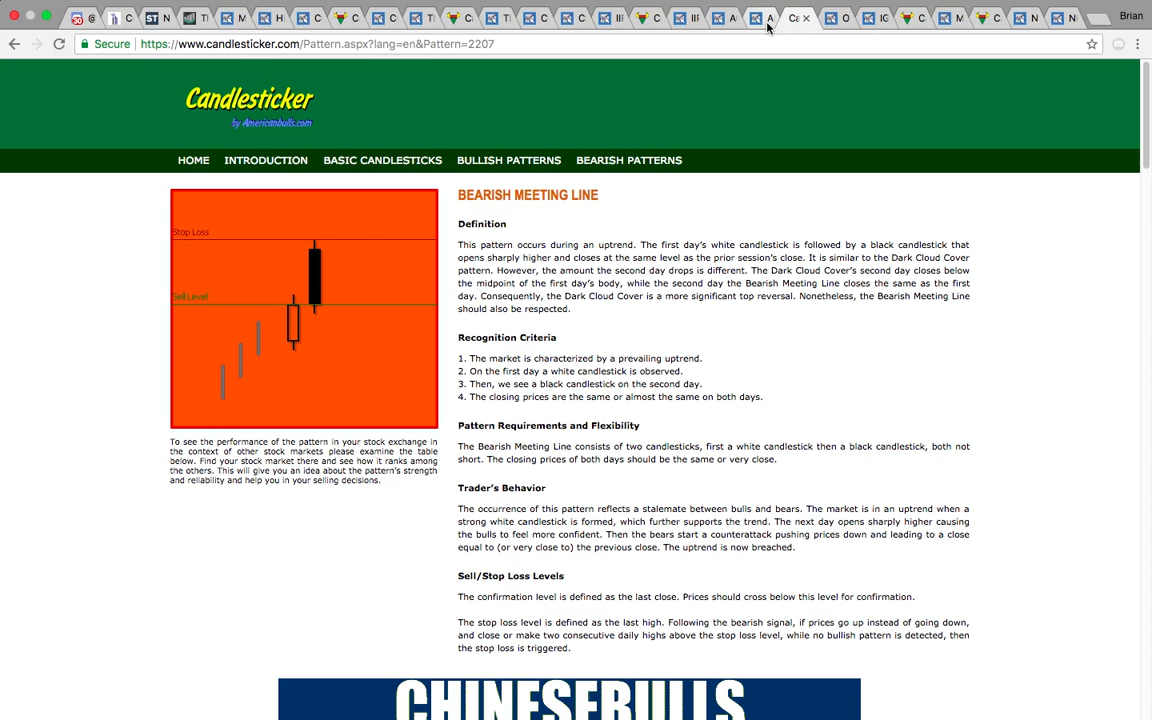 Brian
Secure https://www.candlesticker.com/Pattern.aspx?lang=en&Pattern=2207
Candlesticker
by Americanbulls.com
HOME INTRODUCTION BASIC CANDLESTICKS BULLISH PATTERNS BEARISH PATTERNS
Stop Loss
Sell Level
To see the performance of the pattern in your stock exchange in
the context of other stock markets please examine the table
below. Find your stock market there and see how it ranks among
the others. This will give you an idea about the pattern's strength
and reliability and help you in your selling decisions.
BEARISH MEETING LINE
Definition
This pattern occurs during an uptrend. The first day's white candlestick is followed by a black candlestick that
opens sharply higher and closes at the same level as the prior session's close. It is similar to the Dark Cloud Cover
pattern. However, the amount the second day drops is different. The Dark Cloud Cover's second day closes below
the midpoint of the first day's body, while the second day the Bearish Meeting Line closes the same as the first
day. Consequently, the Dark Cloud Cover is a more significant top reversal. Nonetheless, the Bearish Meeting Line
should also be respected.
Recognition Criteria
1. The market is characterized by a prevailing uptrend.
2. On the first day a white candlestick is observed.
3. Then, we see a black candlestick on the second day.
4. The closing prices are the same or almost the same on both days.
Pattern Requirements and Flexibility
The Bearish Meeting Line consists of two candlesticks, first a white candlestick then a black candlestick, both not
short. The closing prices of both days should be the same or very close.
Trader's Behavior
The occurrence of this pattern reflects a stalemate between bulls and bears. The market is in an uptrend when a
strong white candlestick is formed, which further supports the trend. The next day opens sharply higher causing
the bulls to feel more confident. Then the bears start a counterattack pushing prices down and leading to a close
equal to (or very close to) the previous close. The uptrend is now breached.
Sell/Stop Loss Levels
The confirmation level is defined as the last close. Prices should cross below this level for confirmation.
The stop loss level is defined as the last high. Following the bearish signal, if prices go up instead of going down,
and close or make two consecutive daily highs above the stop loss level, while no bullish pattern is detected, then
the stop loss is triggered.
CHINESEBULLS